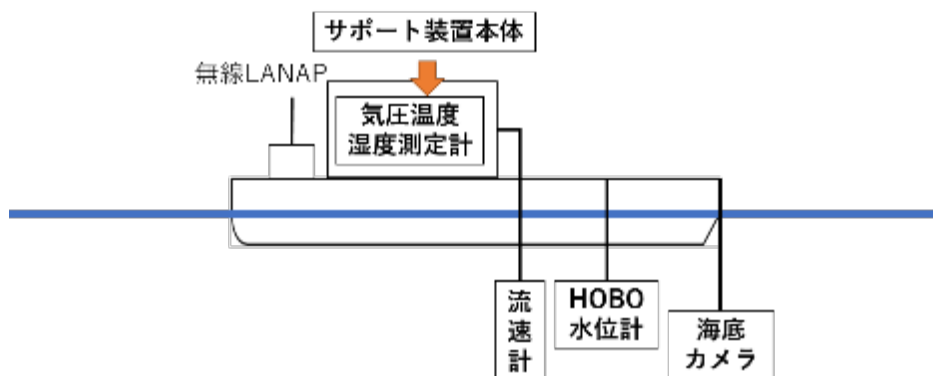 サポート装置本体
無線LANAP
気圧温度
湿度測定計
流
速
計
HOBO
水位計
海底
カメラ